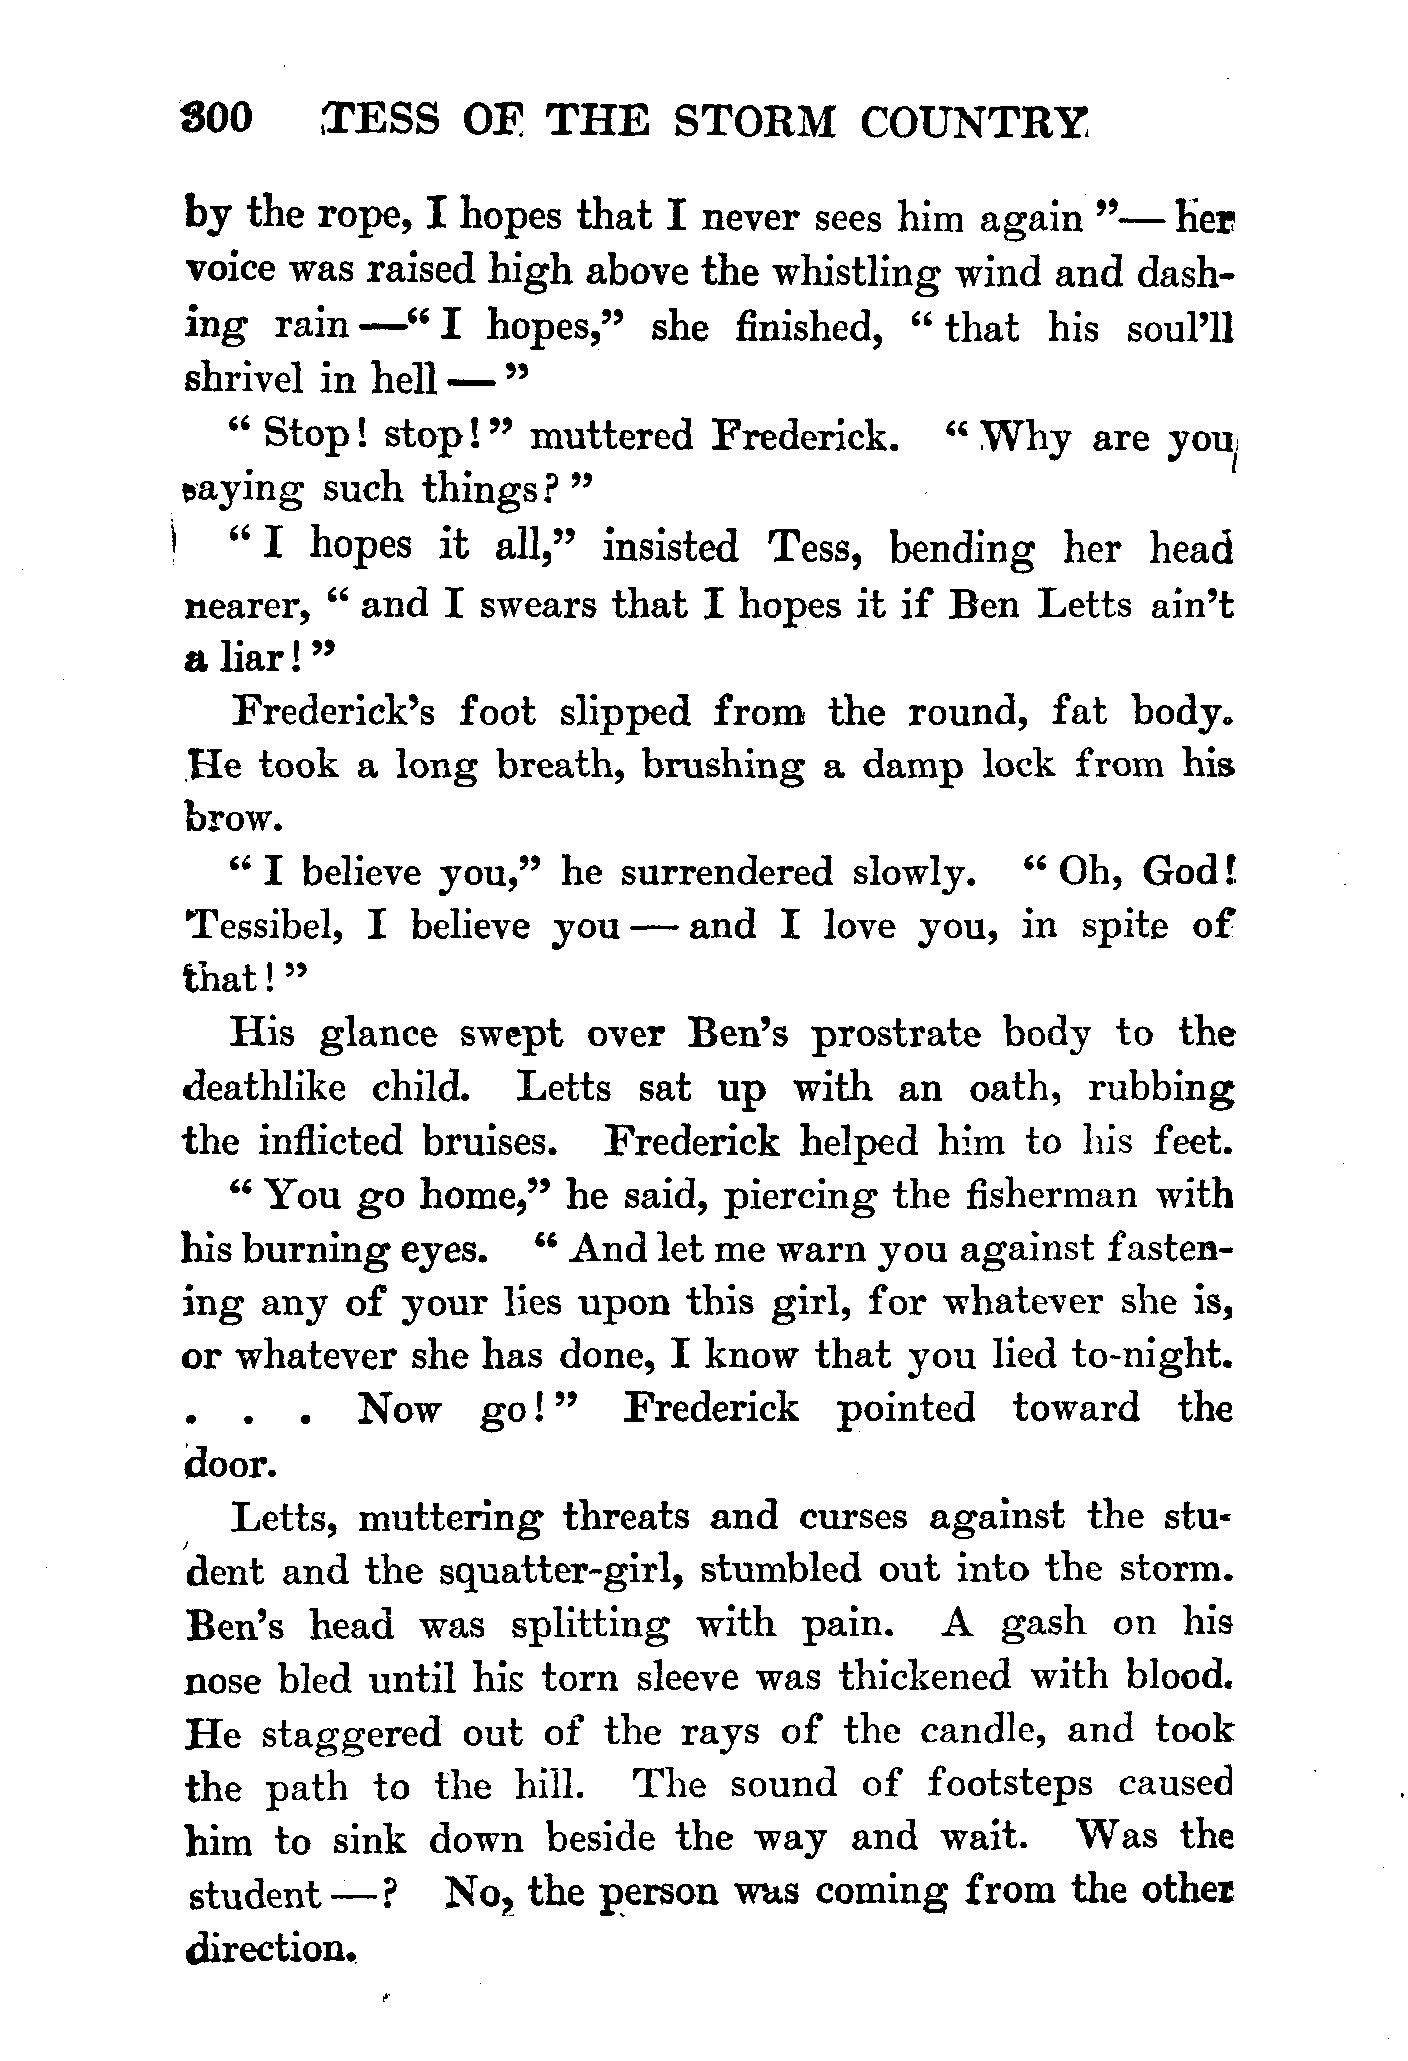 300 TESS OF THE STORM COUNTRY
by the rope, I hopes that I never sees him again "— her
voice was raised high above the whistling wind and dash-
ing rain —" I hopes," she finished, " that his soul'll
shrivel in hell — "
" Stop! stop!" muttered Frederick. " Why are you
saying such things? "
" I hopes it all," insisted Tess, bending her head
nearer, " and I swears that I hopes it if Ben Letts ain't
a liar! "
Frederick's foot slipped from the round, fat body.
He took a long breath, brushing a damp lock from his
brow.
" I believe you," he surrendered slowly. " Oh, God!
Tessibel, I believe you — and I love you, in spite of
that! "
His glance swept over Ben's prostrate body to the
deathlike child. Letts sat up with an oath, rubbing
the inflicted bruises. Frederick helped him to his feet.
" You go home," he said, piercing the fisherman with
his burning eyes. " And let me warn you against fasten-
ing any of your lies upon this girl, for whatever she is,
or whatever she has done, I know that you lied to-night.
. . . Now go! " Frederick pointed toward the
door.
Letts, muttering threats and curses against the stu-
dent and the squatter-girl, stumbled out into the storm.
Ben's head was splitting with pain. A gash on his
nose bled until his torn sleeve was thickened with blood.
He staggered out of the rays of the candle, and took
the path to the hill. The sound of footsteps caused
him to sink down beside the way and wait. Was the
student —? No, the person was coming from the other
direction.